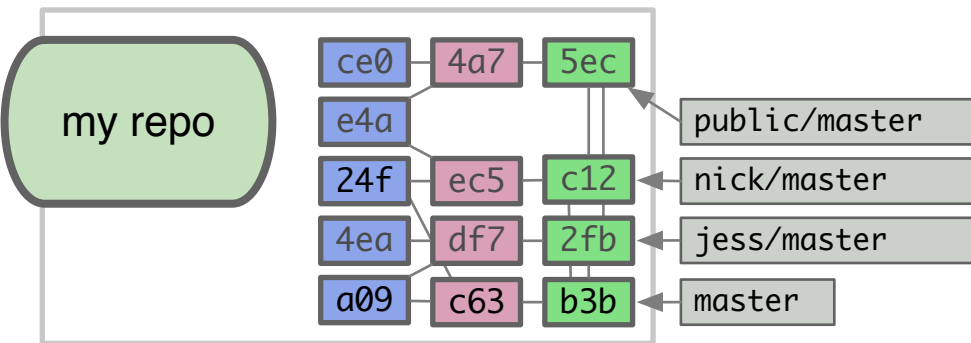 ce0 4a7 5ec
my repo e4a public/master
24f ec5 c12 nick/master
4ea df7 2fb jess/master
a09 c63 b3b master